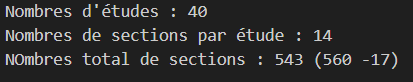 Nombres d'études : 40
Nombres de sections par étude : 14
NOmbres total de sections : 543 (560 -17)